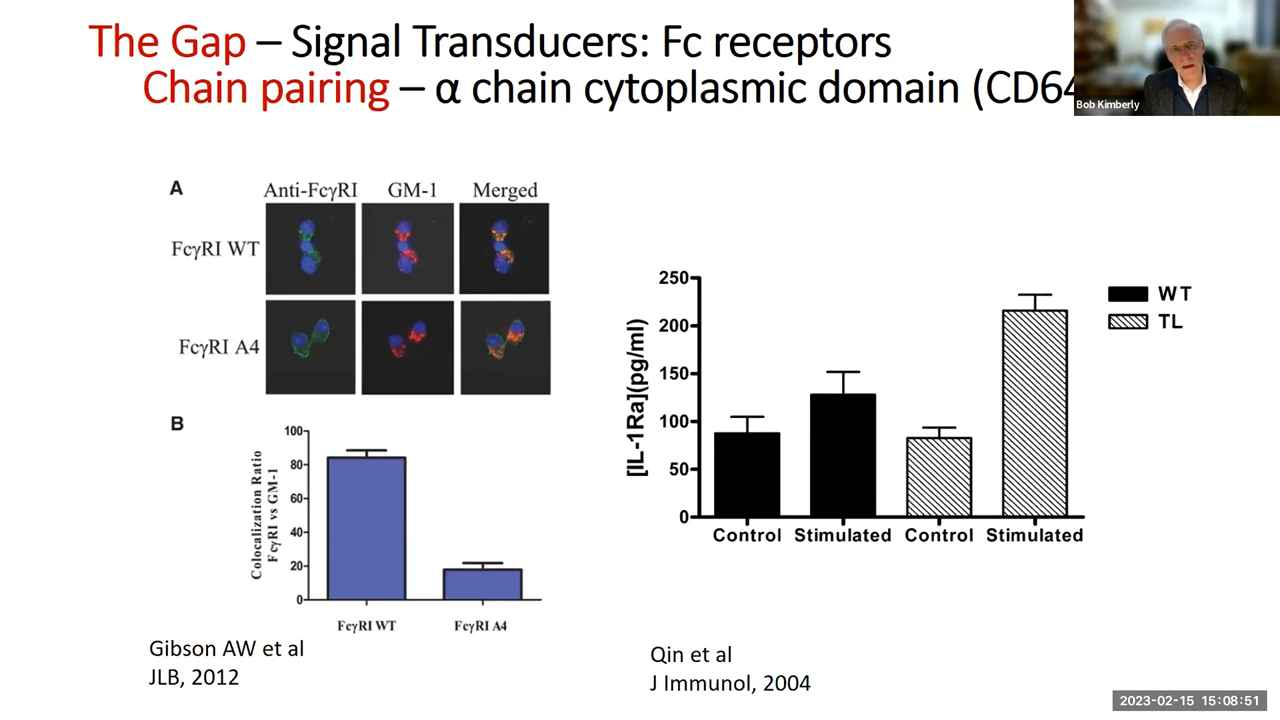 The Gap – Signal Transducers: Fc receptors
Chain pairing – α chain cytoplasmic domain (CD64
Bob Kimberly
A
Anti-FcγRI GM-1 Merged
FcγRI WT
FcγRI A4
B
Colocalization Ratio
FcγRI vs GM-1
100
80
60
40
20
0
FcγRI WT FcγRI A4
Gibson AW et al
JLB, 2012
[IL-1Ra](pg/ml)
250
200
150
100
50
0
Control Stimulated Control Stimulated
WT
TL
Qin et al
J Immunol, 2004
2023-02-15 15:08:51